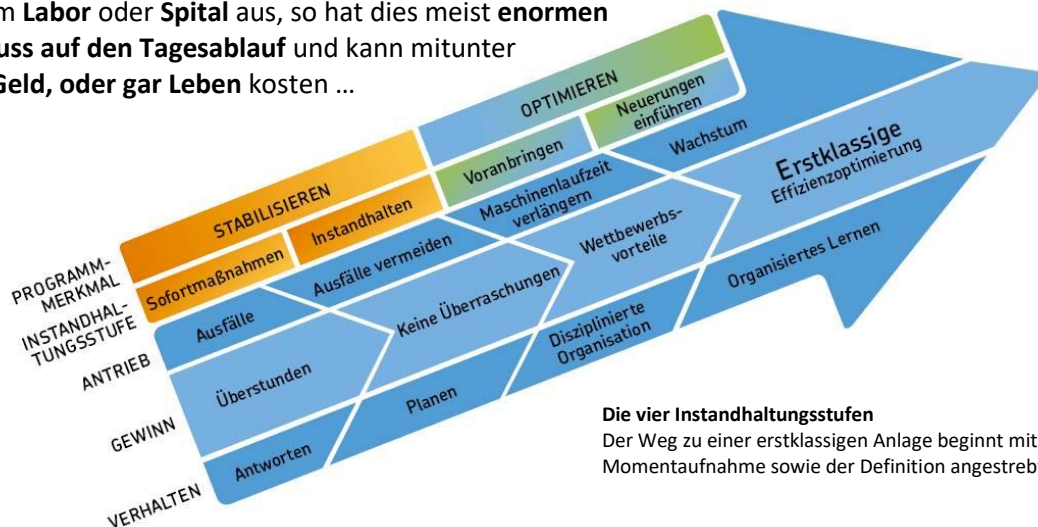 Labor oder Spital aus, so hat dies meist enormen
auf den Tagesablauf und kann mitunter
Geld, oder gar Leben kosten …
OPTIMIEREN
Neuerungen
einführen
Voranbringen
STABILISIEREN
Instandhalten
Sofortmaßnahmen
PROGRAMM-
MERKMAL
INSTANDHAL-
TUNGSSTUFE
Wachstum
Maschinenlaufzeit
verlängern
Ausfälle vermeiden
Ausfälle
ANTRIEB
Erstklassige
Effizienzoptimierung
Wettbewerbs-
vorteile
Keine Überraschungen
Überstunden
GEWINN
Organisiertes Lernen
Disziplinierte
Organisation
Planen
Antworten
VERHALTEN
Die vier Instandhaltungsstufen
Der Weg zu einer erstklassigen Anlage beginnt mit
Momentaufnahme sowie der Definition